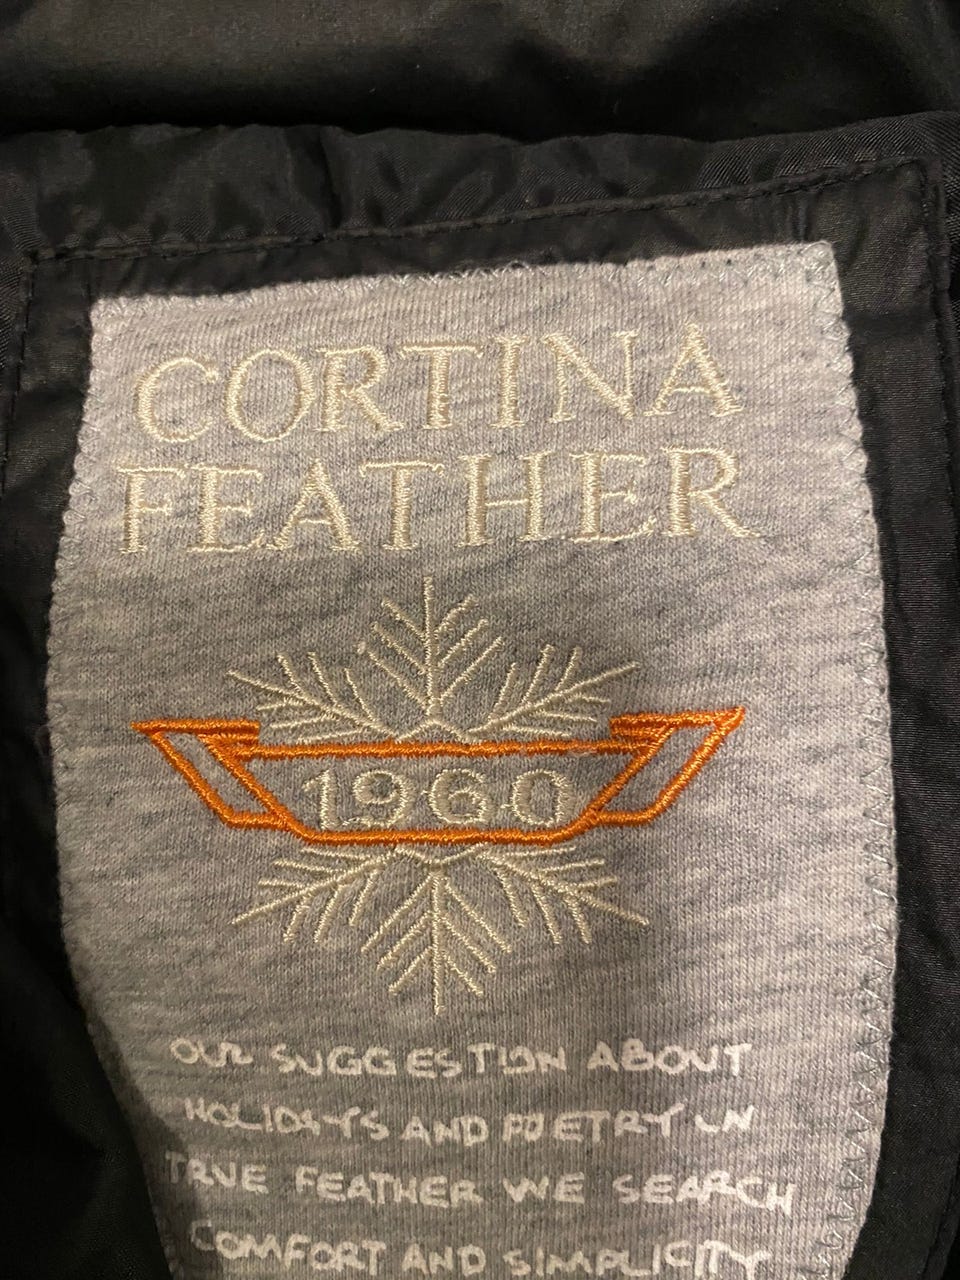 CORTINA
FEATHER
1960
OUR SUGGESTION ABOUT
HOLIDAYS AND POETRY IN
TRUE FEATHER WE SEARCH
COMFORT AND SIMPLICITY